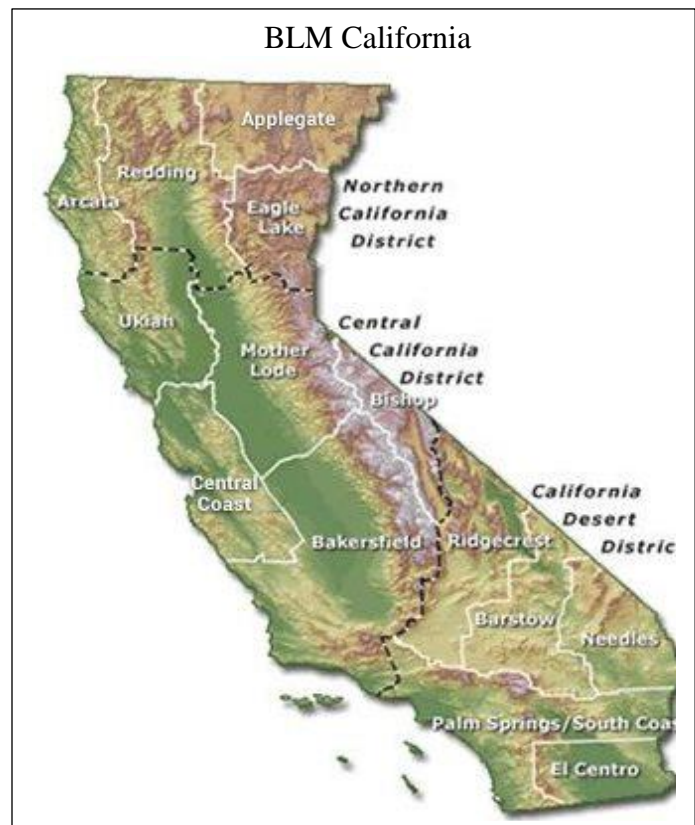 BLM California
Applegate
Redding
Arcata
Eagle
Lake
Northern
California
District
Ukiah
Mother
Lode
Central
California
District
Bishop
Central
Coast
Bakersfield
Ridgecrest
California
Desert
Distric
Barstow
Needles
Palm Springs/South Coas
El Centro